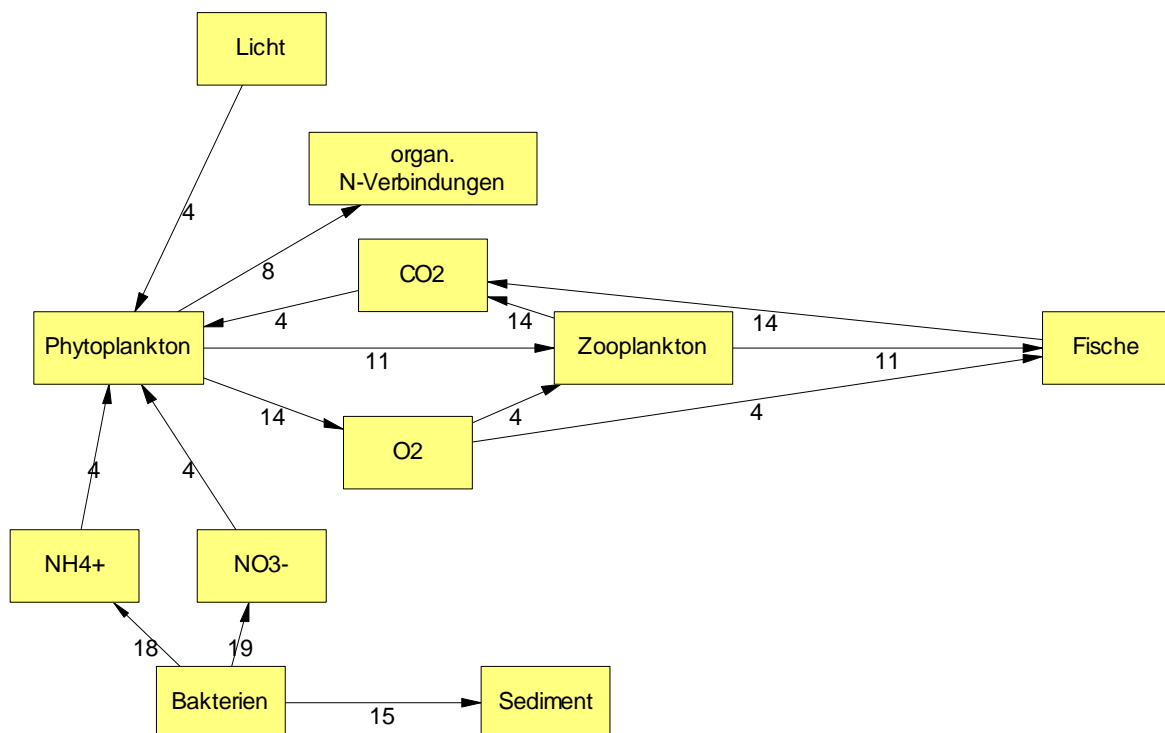 Licht
organ.
N-Verbindungen
4
8
CO2
4
14
14
Phytoplankton
11
Zooplankton
11
Fische
14
4
4
O2
4
4
NH4+
NO3-
18
19
Bakterien
15
Sediment